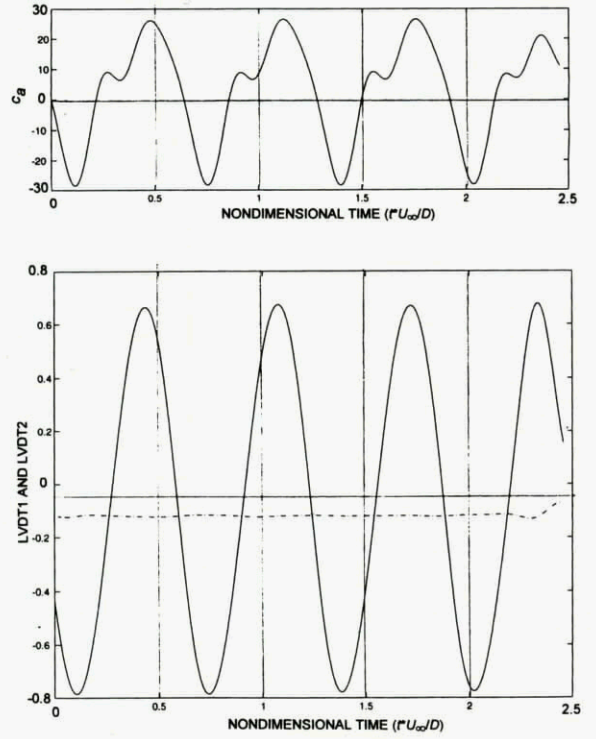 30
20
10
0
-10
-20
-30
c_a
0 0.5 1 1.5 2 2.5
NONDIMENSIONAL TIME (t*U∞/D)
0.8
0.6
0.4
0.2
0
-0.2
-0.4
-0.6
-0.8
LVDT1 AND LVDT2
0 0.5 1 1.5 2 2.5
NONDIMENSIONAL TIME (t*U∞/D)